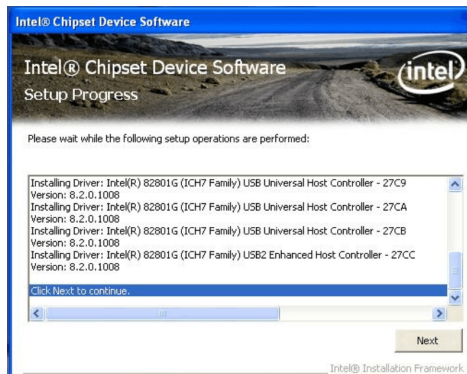 Intel® Chipset Device Software
Intel® Chipset Device Software
intel
Setup Progress
Please wait while the following setup operations are performed:
Installing Driver: Intel(R) 82801G (ICH7 Family) USB Universal Host Controller - 27C9
Version: 8.2.0.1008
Installing Driver: Intel(R) 82801G (ICH7 Family) USB Universal Host Controller - 27CA
Version: 8.2.0.1008
Installing Driver: Intel(R) 82801G (ICH7 Family) USB Universal Host Controller - 27CB
Version: 8.2.0.1008
Installing Driver: Intel(R) 82801G (ICH7 Family) USB2 Enhanced Host Controller - 27CC
Version: 8.2.0.1008
Click Next to continue.
Next
Intel® Installation Framework